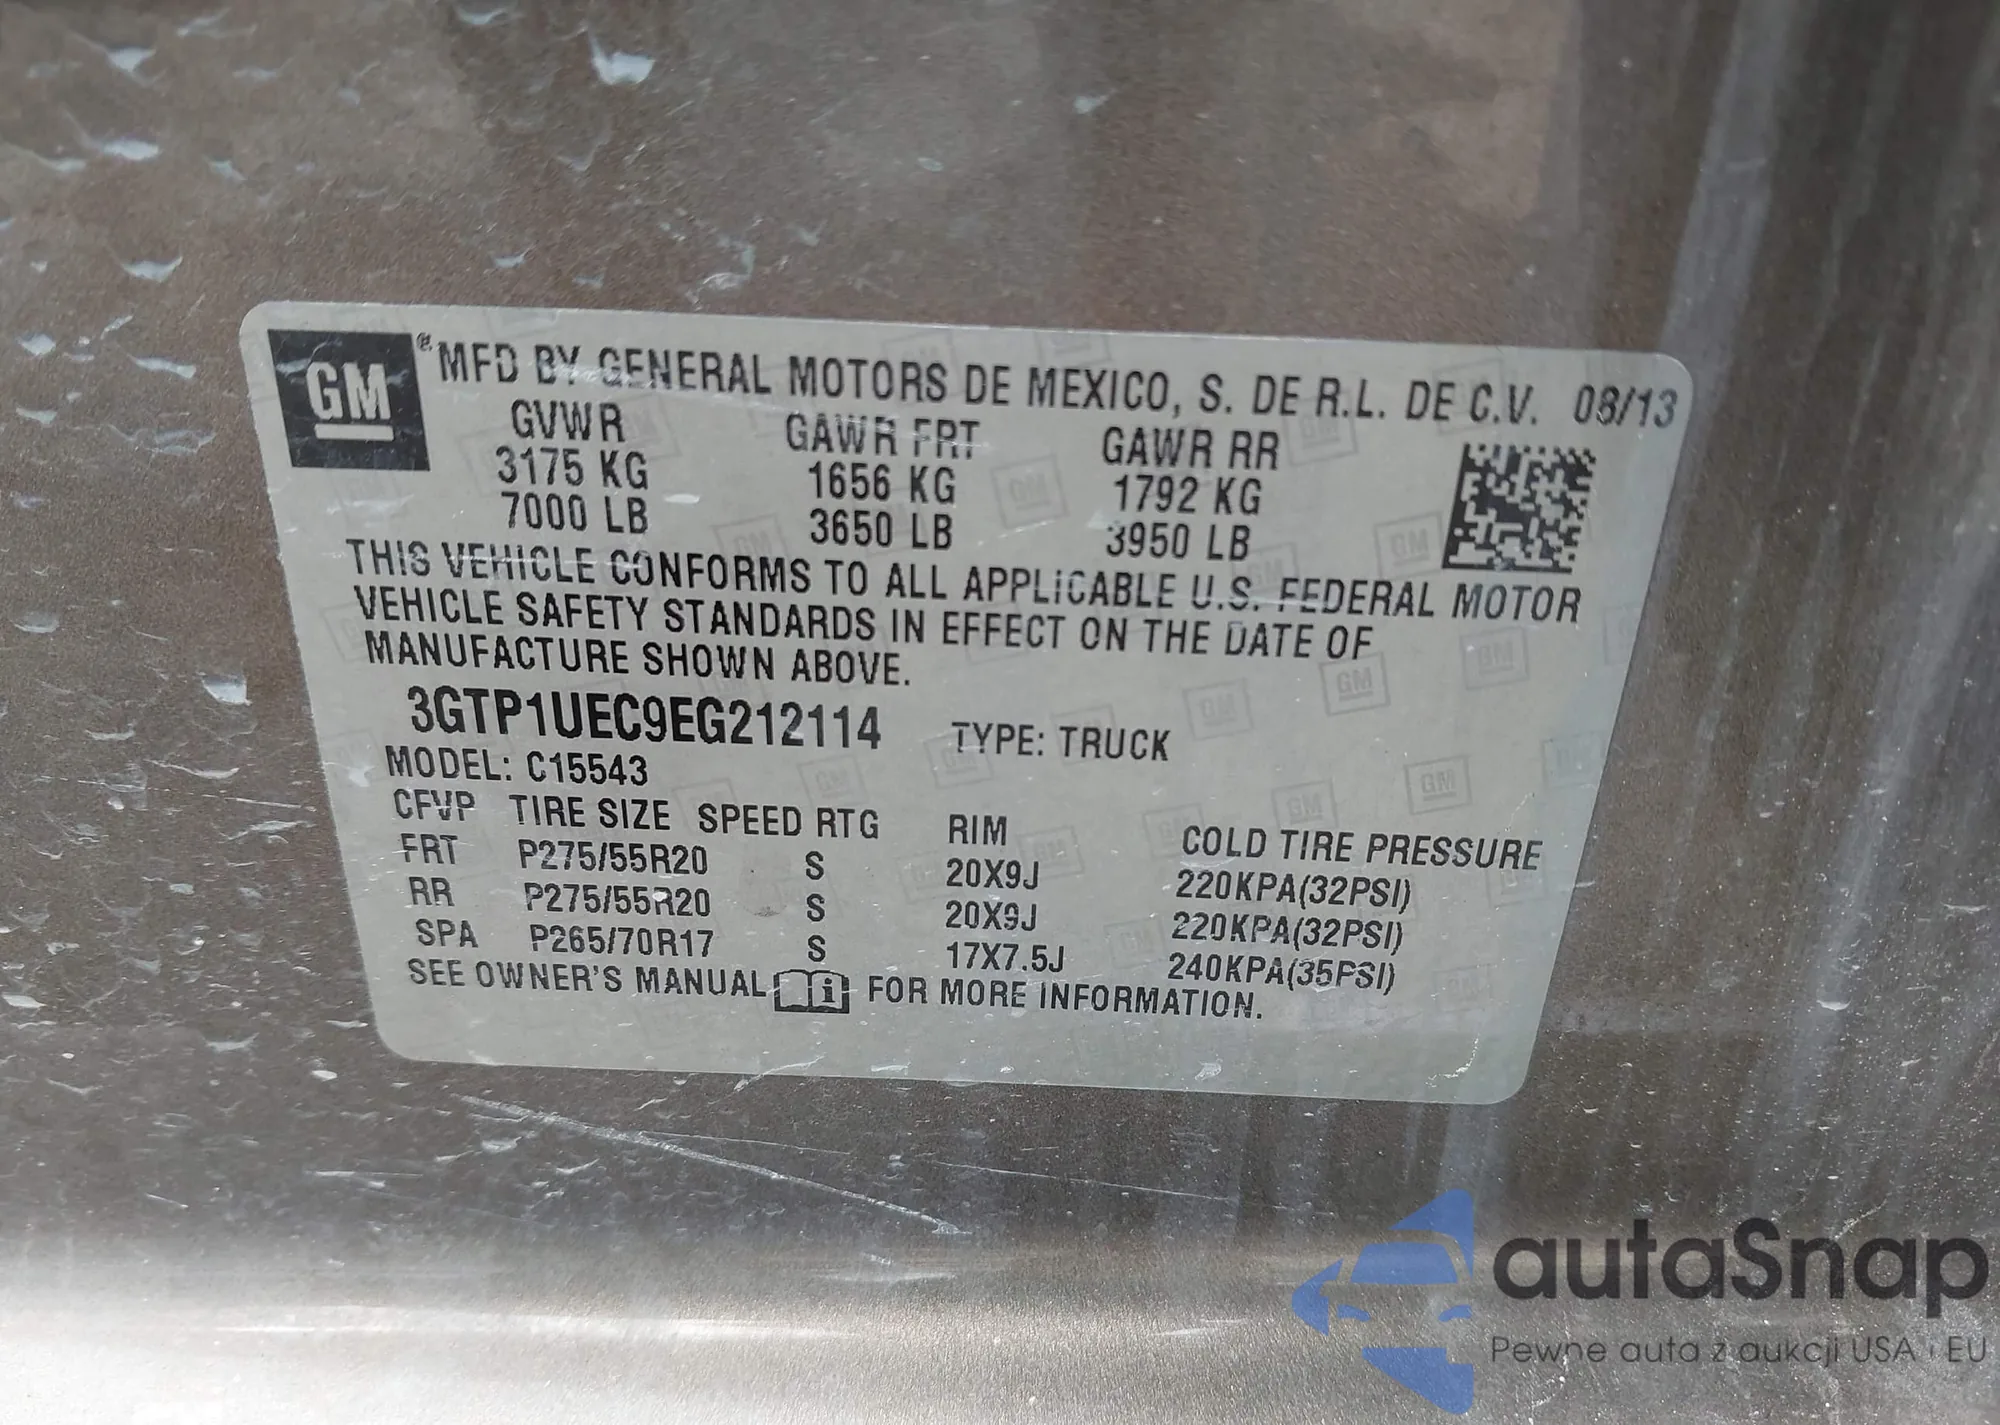 GM
® MFD BY GENERAL MOTORS DE MEXICO, S. DE R.L. DE C.V. 08/13
GVWR GAWR FRT GAWR RR
3175 KG 1656 KG 1792 KG
7000 LB 3650 LB 3950 LB
THIS VEHICLE CONFORMS TO ALL APPLICABLE U.S. FEDERAL MOTOR
VEHICLE SAFETY STANDARDS IN EFFECT ON THE DATE OF
MANUFACTURE SHOWN ABOVE.
3GTP1UEC9EG212114 TYPE: TRUCK
MODEL: C15543
CFVP TIRE SIZE SPEED RTG RIM COLD TIRE PRESSURE
FRT P275/55R20 S 20X9J 220KPA(32PSI)
RR P275/55R20 S 20X9J 220KPA(32PSI)
SPA P265/70R17 S 17X7.5J 240KPA(35PSI)
SEE OWNER'S MANUAL i FOR MORE INFORMATION.
autaSnap
Pewne auta z aukcji USA i EU